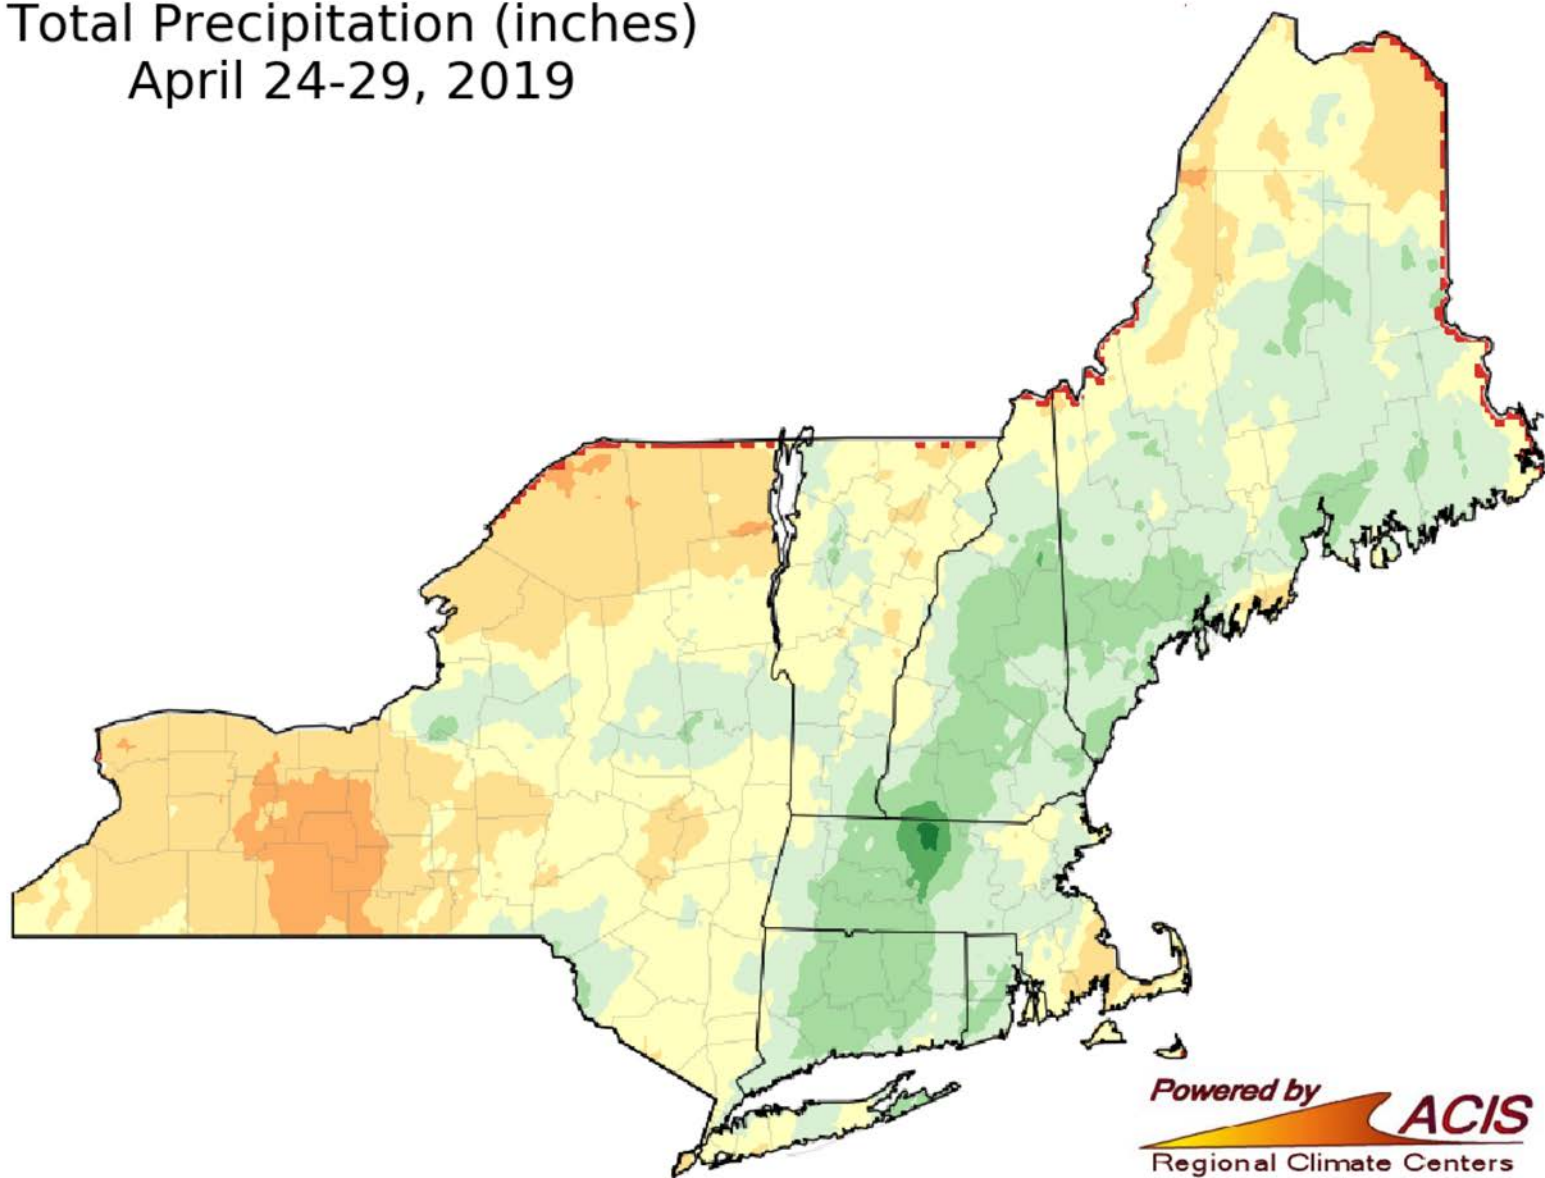 Total Precipitation (inches)
April 24-29, 2019
Powered by
ACIS
Regional Climate Centers